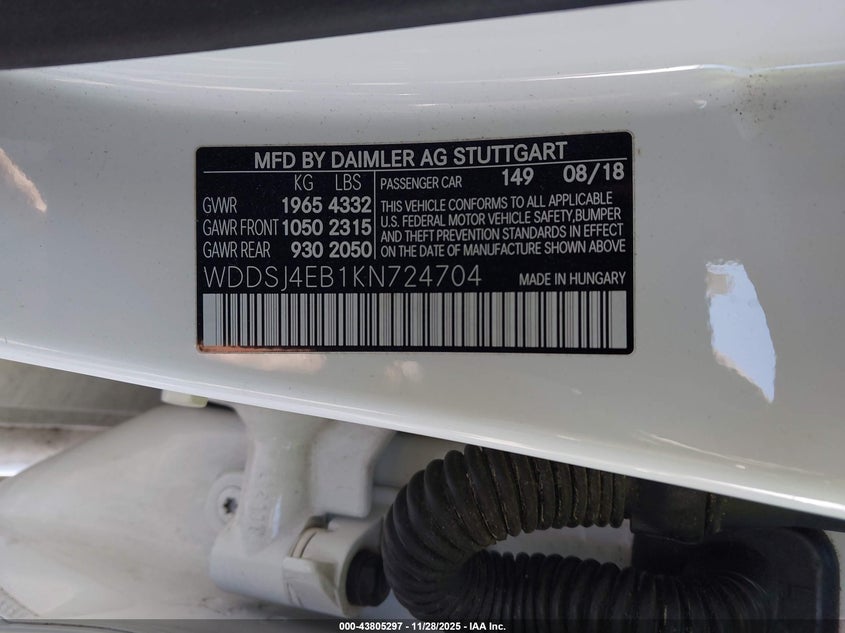 MFD BY DAIMLER AG STUTTGART
KG LBS
GVWR 1965 4332
GAWR FRONT 1050 2315
GAWR REAR 930 2050
PASSENGER CAR 149 08/18
THIS VEHICLE CONFORMS TO ALL APPLICABLE
U.S. FEDERAL MOTOR VEHICLE SAFETY,BUMPER
AND THEFT PREVENTION STANDARDS IN EFFECT
ON THE DATE OF MANUFACTURE SHOWN ABOVE
WDDSJ4EB1KN724704 MADE IN HUNGARY
000-43805297 - 11/28/2025 - IAA Inc.